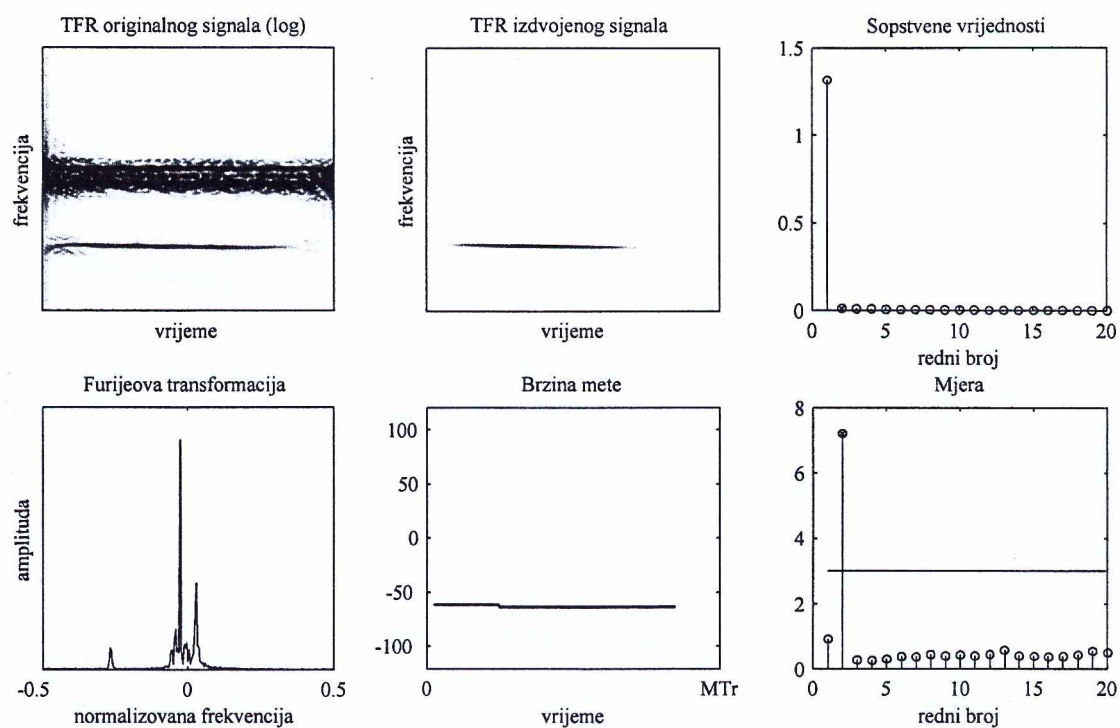 TFR originalnog signala (log)
frekvencija
vrijeme
TFR izdvojenog signala
frekvencija
vrijeme
Sopstvene vrijednosti
1.5
1
0.5
0
0 5 10 15 20
redni broj
Furijeova transformacija
amplituda
-0.5 0 0.5
normalizovana frekvencija
Brzina mete
100
50
0
-50
-100
0 MTr
vrijeme
Mjera
8
6
4
2
0
0 5 10 15 20
redni broj